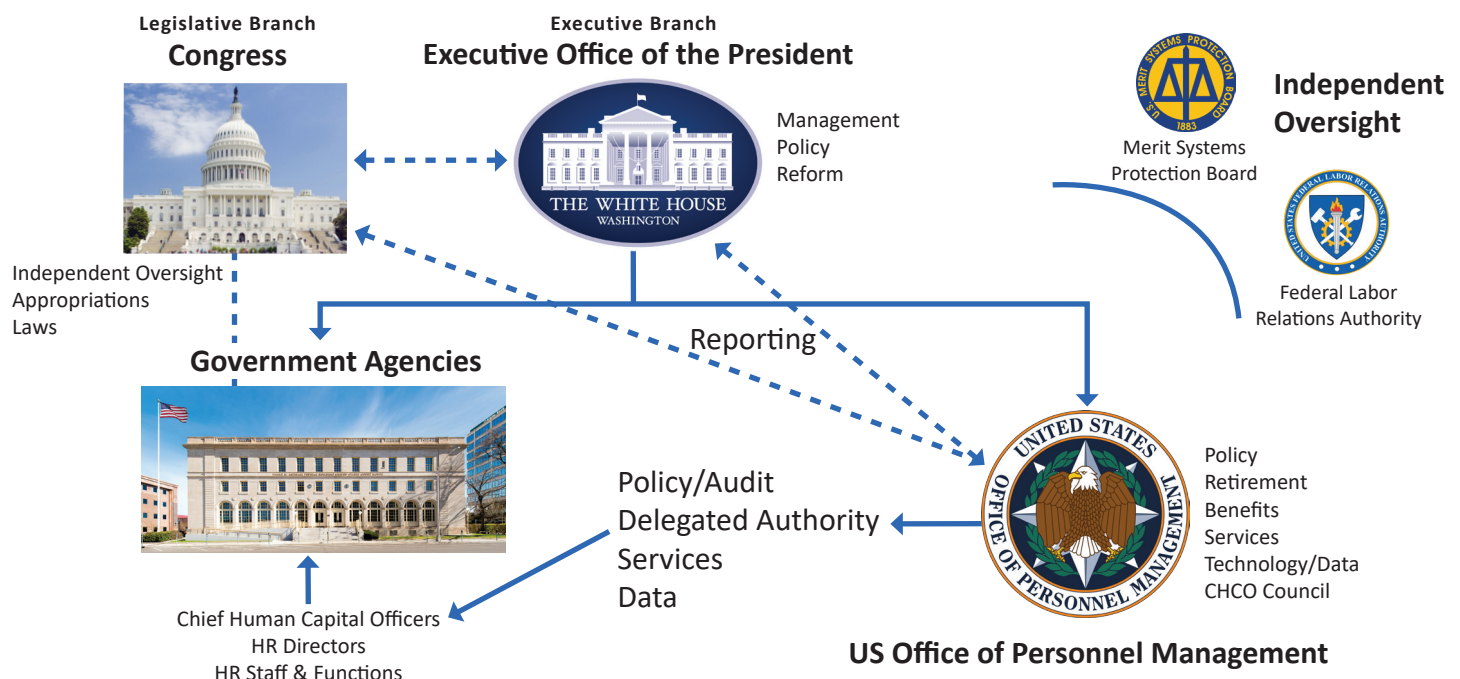 Legislative Branch
Congress
Executive Branch
Executive Office of the President
THE WHITE HOUSE
WASHINGTON
Management
Policy
Reform
U.S. MERIT SYSTEMS PROTECTION BOARD
1883
Merit Systems
Protection Board
Independent
Oversight
UNITED STATES FEDERAL LABOR RELATIONS AUTHORITY
Federal Labor
Relations Authority
Independent Oversight
Appropriations
Laws
Reporting
Government Agencies
Policy/Audit
Delegated Authority
Services
Data
UNITED STATES
OFFICE OF PERSONNEL MANAGEMENT
Policy
Retirement
Benefits
Services
Technology/Data
CHCO Council
Chief Human Capital Officers
HR Directors
HR Staff & Functions
US Office of Personnel Management